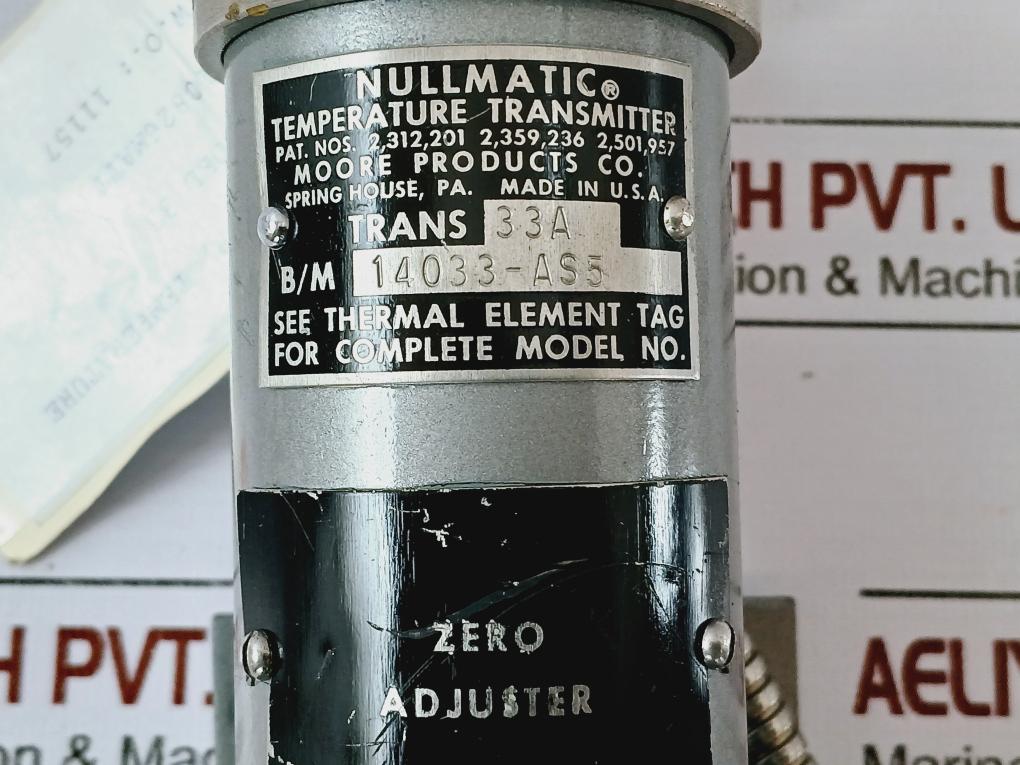 NULLMATIC®
TEMPERATURE TRANSMITTER
PAT. NOS. 2,312,201 2,359,236 2,501,957
MOORE PRODUCTS CO.
SPRING HOUSE, PA. MADE IN U.S.A.
TRANS 33A
B/M 14033-AS5
SEE THERMAL ELEMENT TAG
FOR COMPLETE MODEL NO.
ZERO
ADJUSTER
11157
PVT.
& Machi
PVT.
&